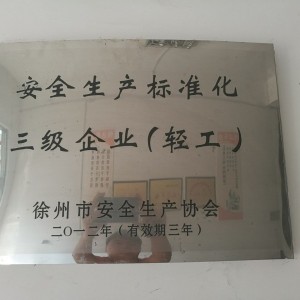 安全生产标准化
三级企业(轻工)
徐州市安全生产协会
二〇一二年(有效期三年)